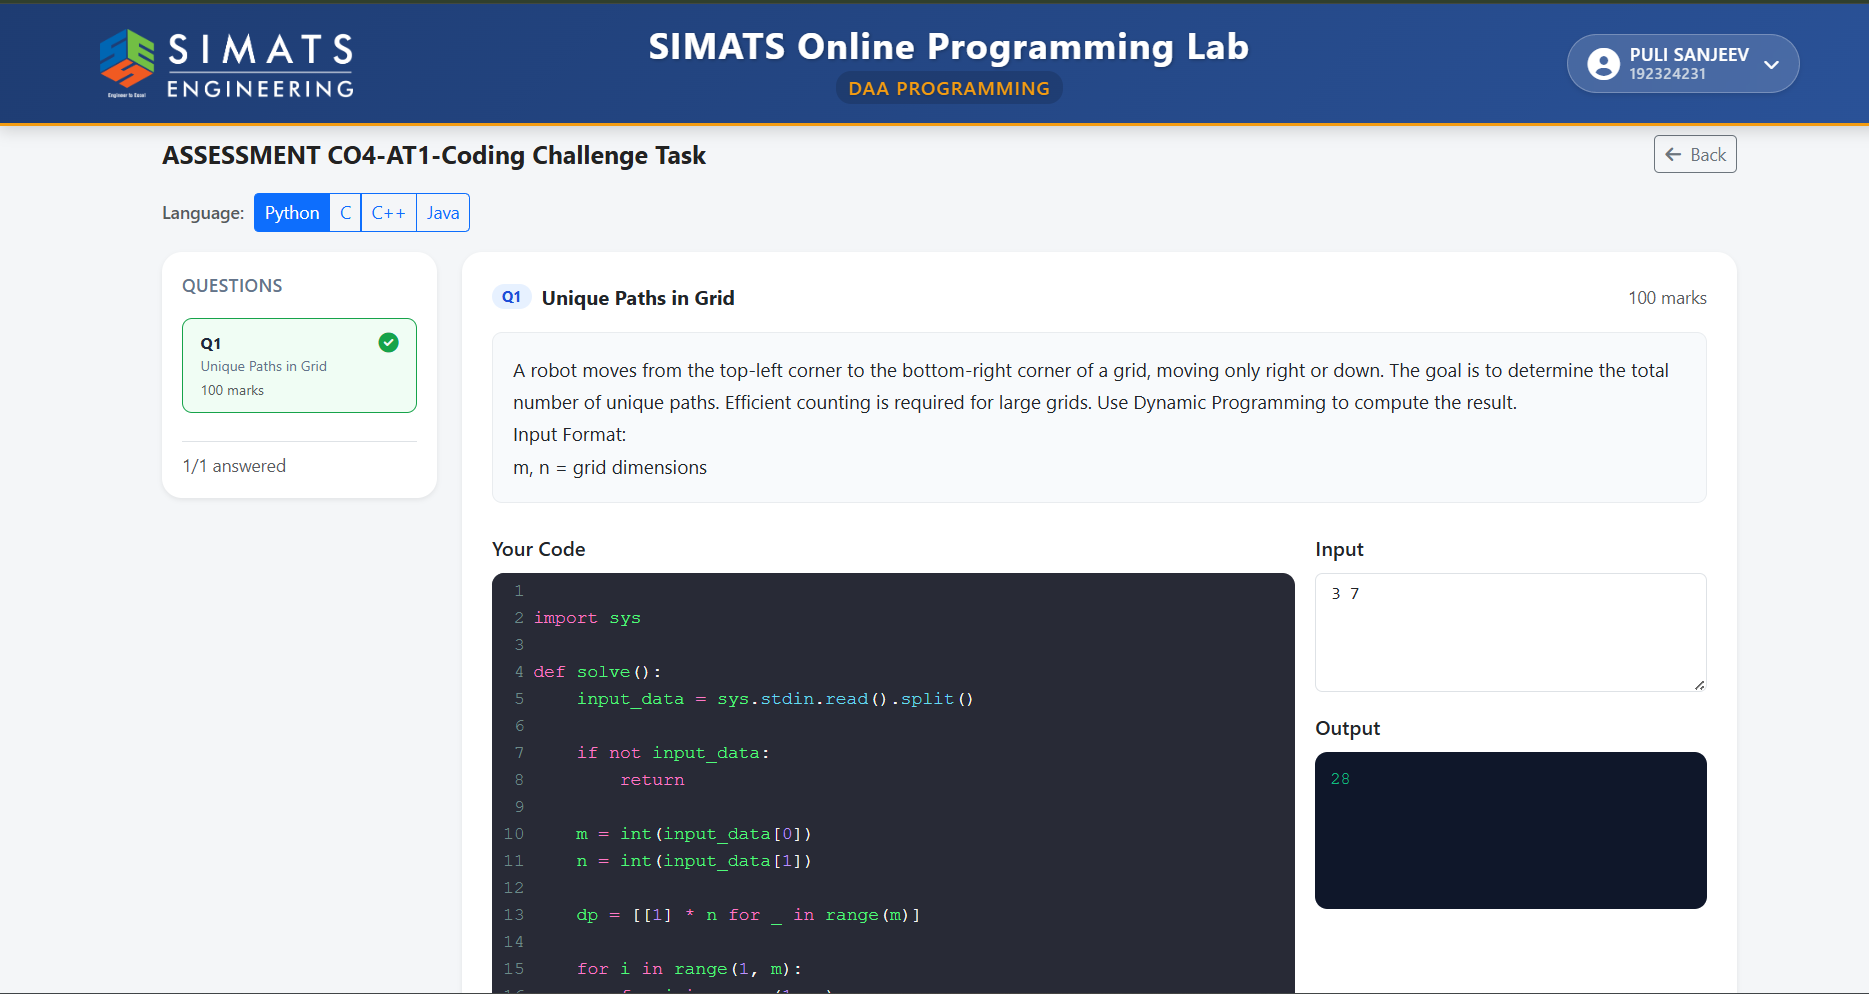 SIMATS
ENGINEERING
Engineer to Excel
SIMATS Online Programming Lab
DAA PROGRAMMING
PULI SANJEEV
192324231
ASSESSMENT CO4-AT1-Coding Challenge Task
Back
Language: Python C C++ Java
QUESTIONS
Q1
Unique Paths in Grid
100 marks
1/1 answered
Q1 Unique Paths in Grid
100 marks
A robot moves from the top-left corner to the bottom-right corner of a grid, moving only right or down. The goal is to determine the total
number of unique paths. Efficient counting is required for large grids. Use Dynamic Programming to compute the result.
Input Format:
m, n = grid dimensions
Your Code
1
2 import sys
3
4 def solve():
5     input_data = sys.stdin.read().split()
6
7     if not input_data:
8         return
9
10     m = int(input_data[0])
11     n = int(input_data[1])
12
13     dp = [[1] * n for _ in range(m)]
14
15     for i in range(1, m):
Input
3 7
Output
28